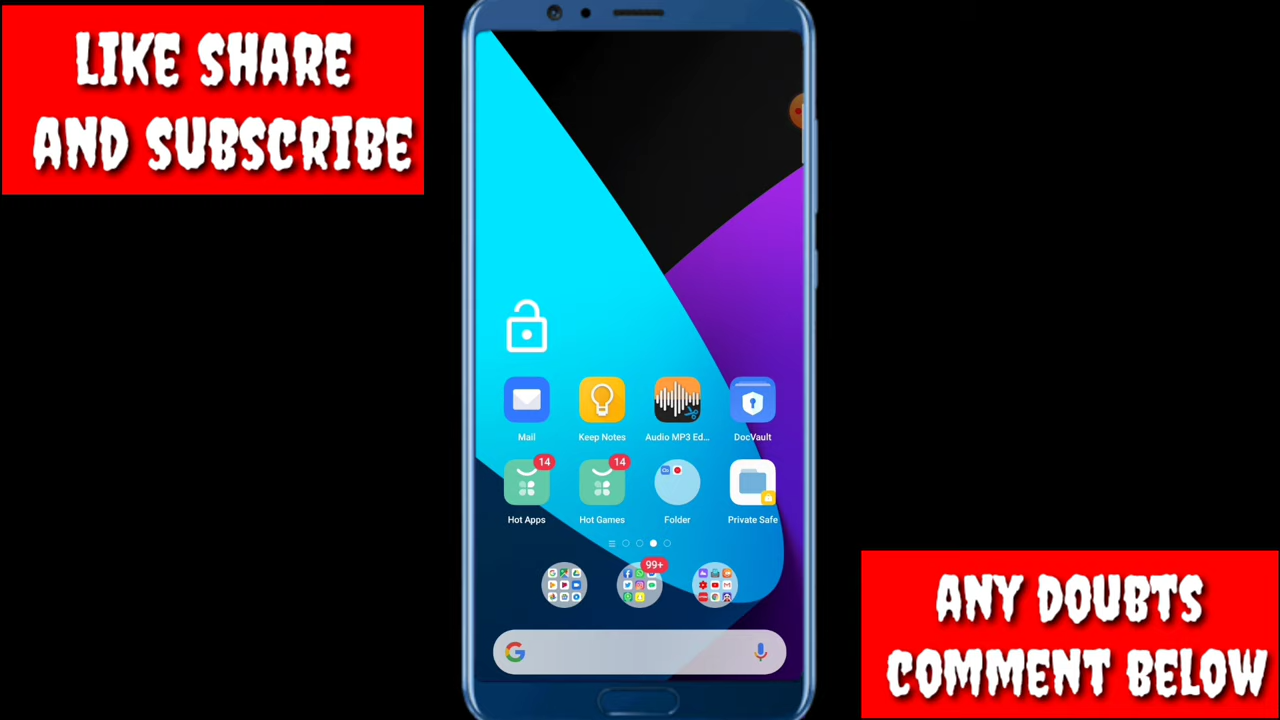 LIKE SHARE
AND SUBSCRIBE
Mail
Keep Notes
Audio MP3 Ed...
DocVault
14
14
Hot Apps
Hot Games
Folder
Private Safe
99+
G
ANY DOUBTS
COMMENT BELOW